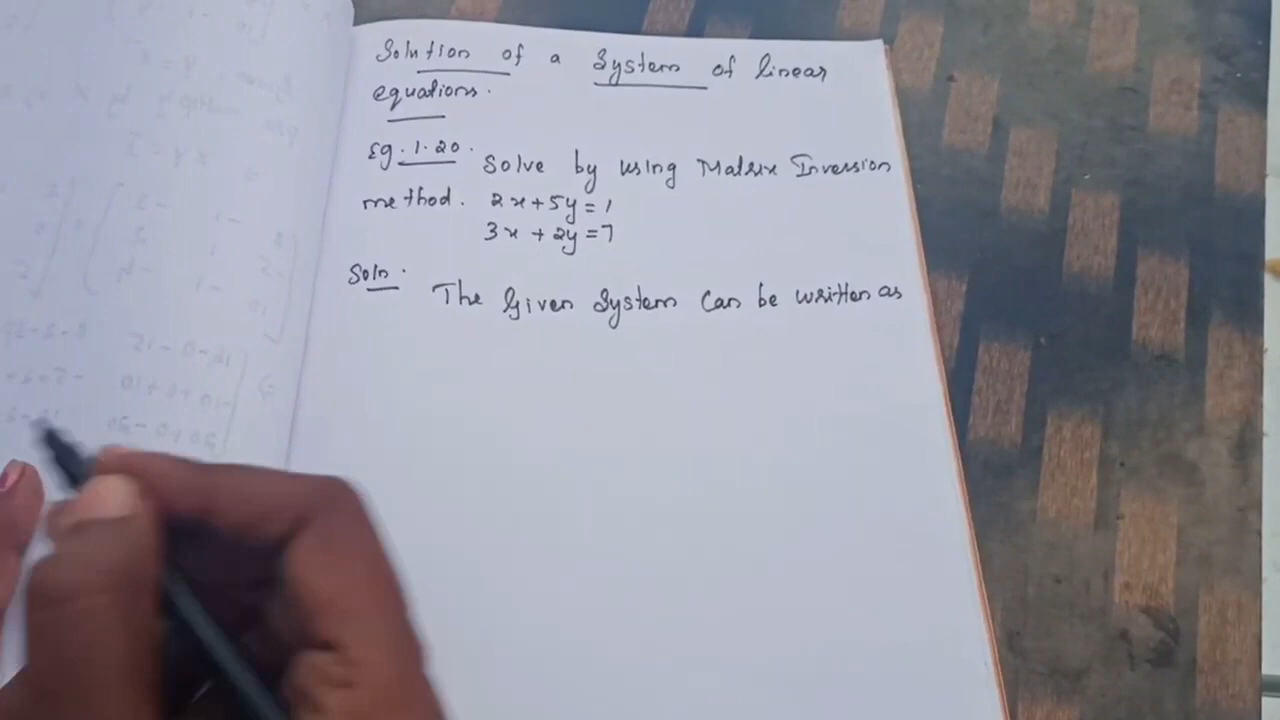 Solution of a System of linear
equations.
Eg. 1.20. Solve by using Matrix Inversion
method. 2x+5y=1
3x+2y=7
Soln.
The Given System Can be written as